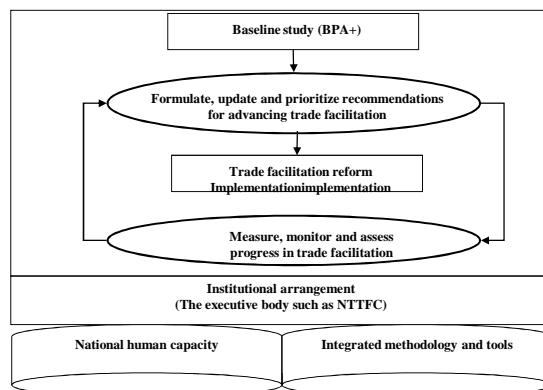 Baseline study (BPA+)
Formulate, update and prioritize recommendations
for advancing trade facilitation
Trade facilitation reform
Implementationimplementation
Measure, monitor and assess
progress in trade facilitation
Institutional arrangement
(The executive body such as NTTFC)
National human capacity
Integrated methodology and tools